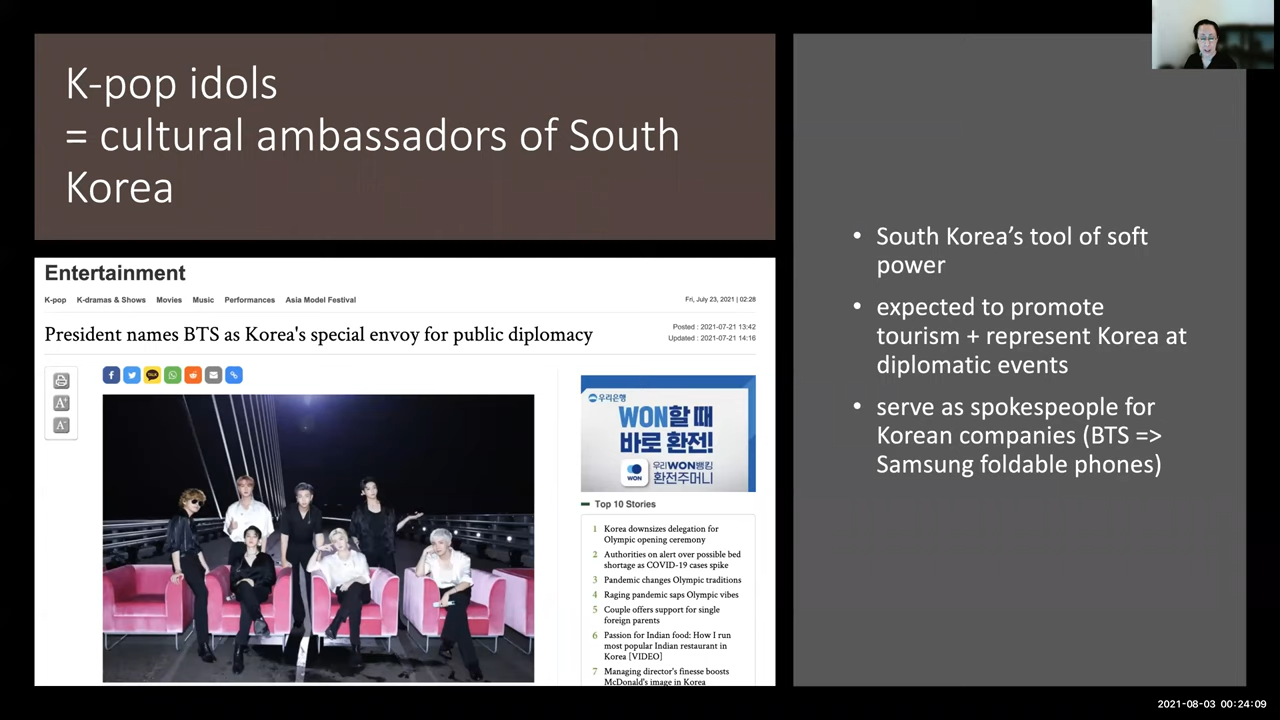 K-pop idols
= cultural ambassadors of South
Korea
Entertainment
K-pop K-dramas & Shows Movies Music Performances Asia Model Festival
Fri, July 23, 2021 | 02:28
President names BTS as Korea's special envoy for public diplomacy
Posted : 2021-07-21 13:42
Updated : 2021-07-21 14:16
A+
A-
f
TALK
우리은행
WON할 때
바로 환전!
WON
우리WON뱅킹
환전주머니
Top 10 Stories
1 Korea downsizes delegation for
Olympic opening ceremony
2 Authorities on alert over possible bed
shortage as COVID-19 cases spike
3 Pandemic changes Olympic traditions
4 Raging pandemic saps Olympic vibes
5 Couple offers support for single
foreign parents
6 Passion for Indian food: How I run
most popular Indian restaurant in
Korea [VIDEO]
7 Managing director's finesse boosts
McDonald's image in Korea
• South Korea's tool of soft
power
• expected to promote
tourism + represent Korea at
diplomatic events
• serve as spokespeople for
Korean companies (BTS =>
Samsung foldable phones)
2021-08-03 00:24:09